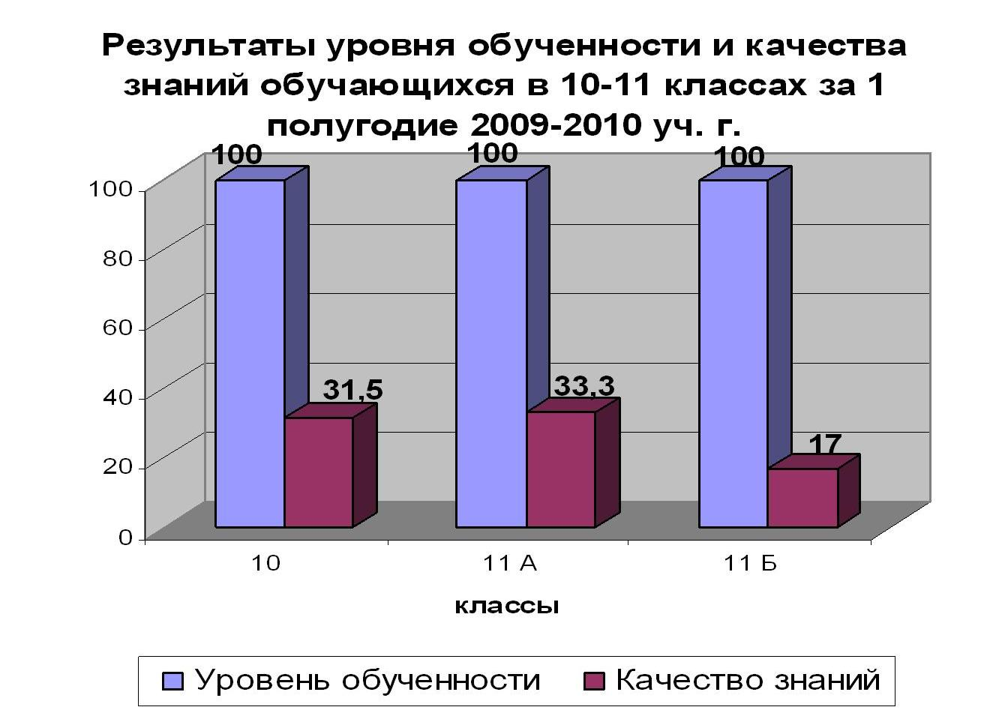 Результаты уровня обученности и качества
знаний обучающихся в 10-11 классах за 1
полугодие 2009-2010 уч. г.
100 100 100
100
80
60
40
20
0
31,5 33,3 17
10 11 А 11 Б
классы
Уровень обученности Качество знаний